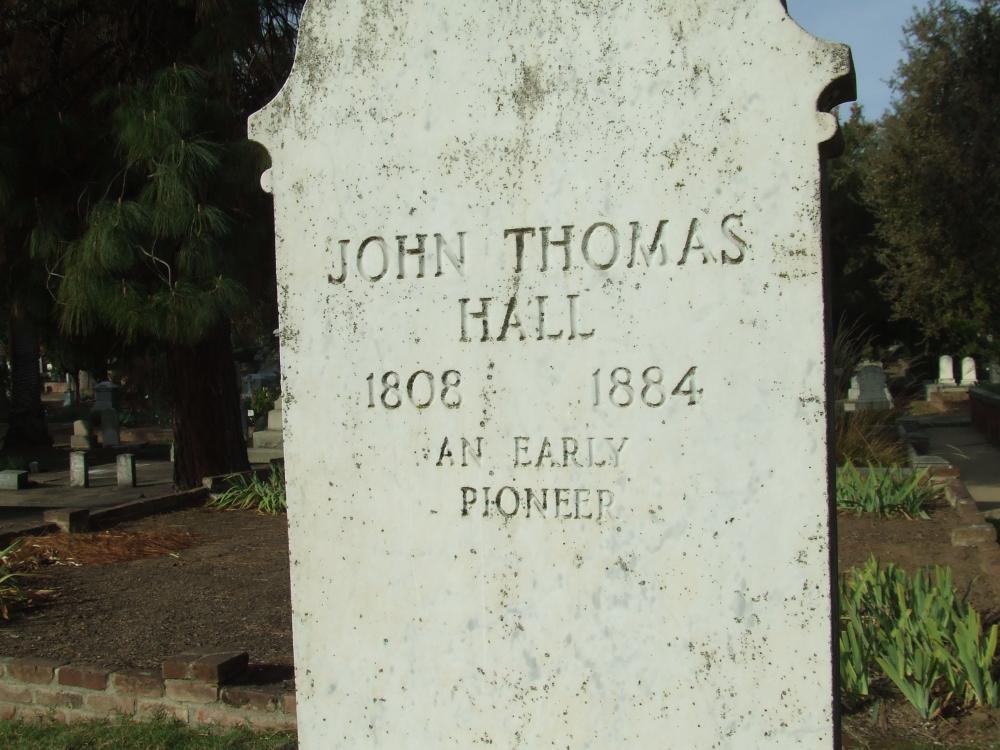 JOHN THOMAS
HALL
1808 1884
AN EARLY
PIONEER